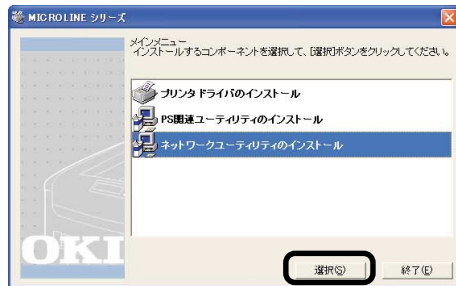 MICROLINE シリーズ
メインメニュー
インストールするコンポーネントを選択して、[選択]ボタンをクリックしてください。
プリンタドライバのインストール
PS関連ユーティリティのインストール
ネットワークユーティリティのインストール
OKI
選択(S)
終了(E)